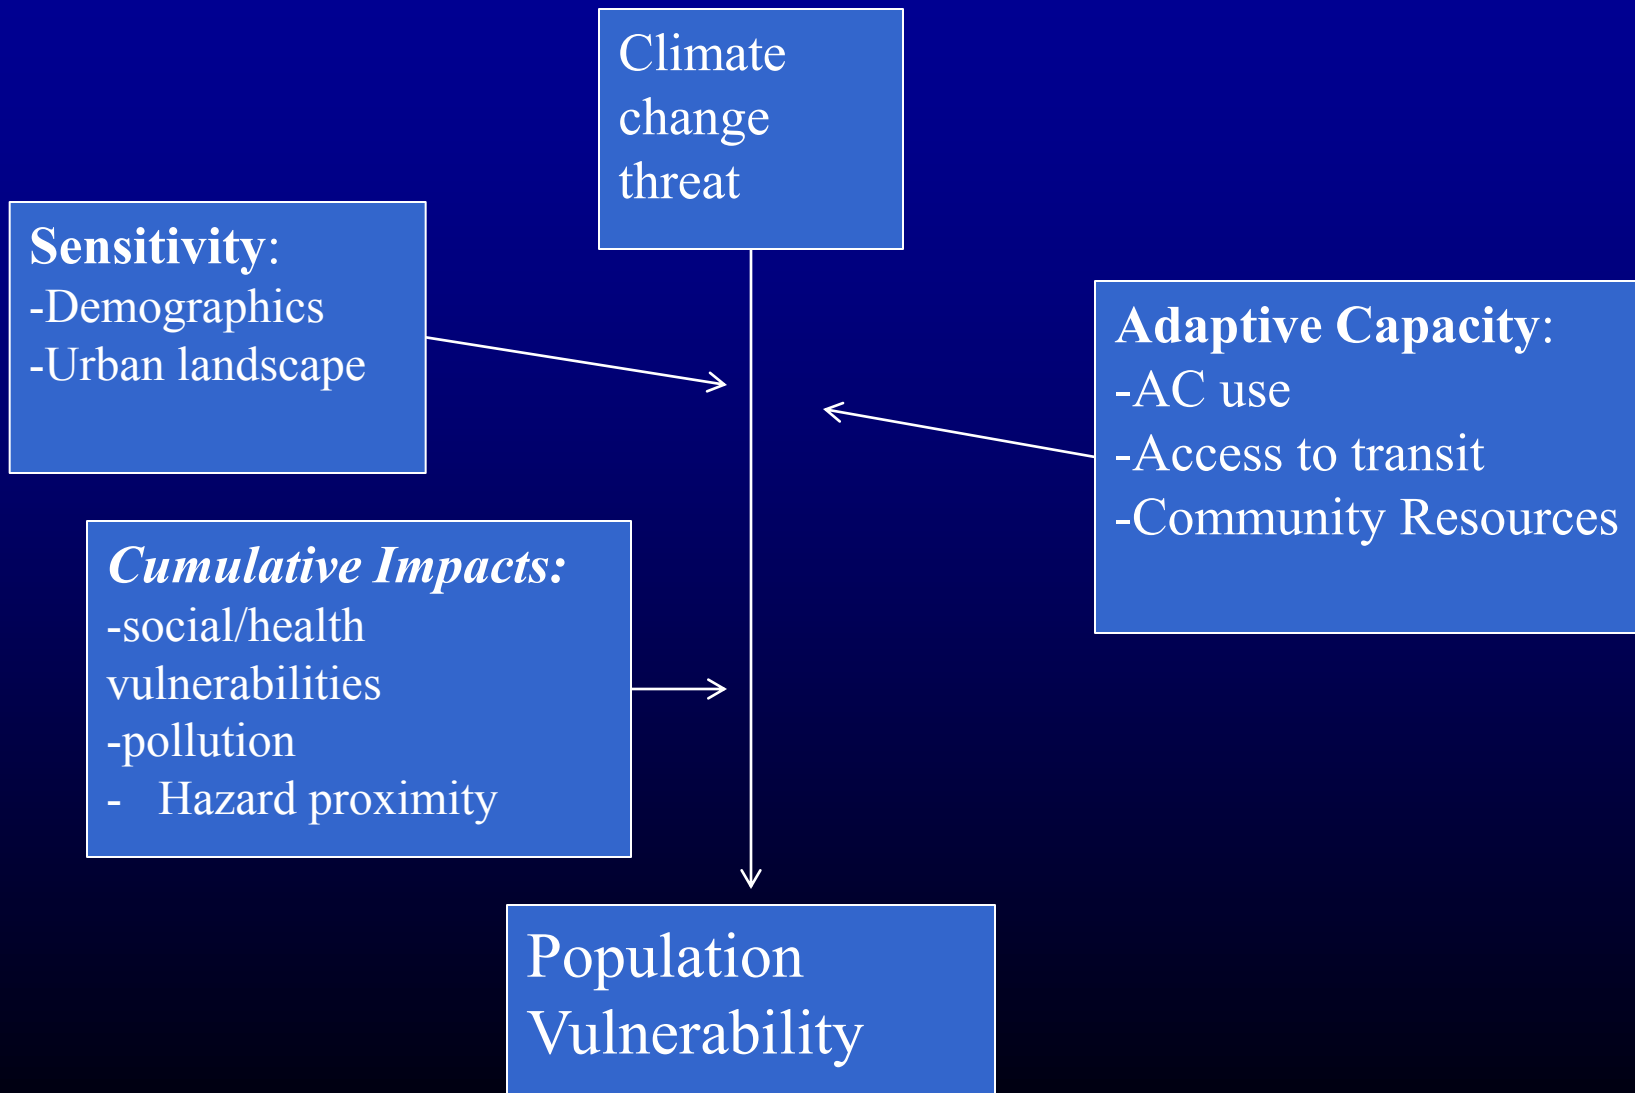 Climate
change
threat
Sensitivity:
-Demographics
-Urban landscape
Adaptive Capacity:
-AC use
-Access to transit
-Community Resources
Cumulative Impacts:
-social/health
vulnerabilities
-pollution
- Hazard proximity
Population
Vulnerability